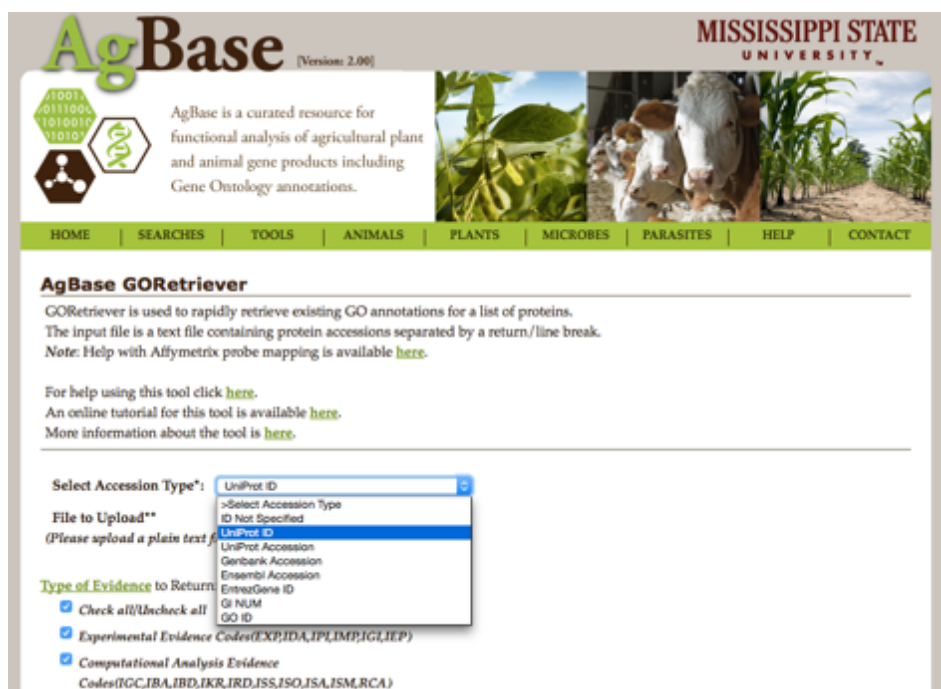 AgBase [Version: 2.00]
MISSISSIPPI STATE
UNIVERSITY™
AgBase is a curated resource for
functional analysis of agricultural plant
and animal gene products including
Gene Ontology annotations.
HOME | SEARCHES | TOOLS | ANIMALS | PLANTS | MICROBES | PARASITES | HELP | CONTACT
AgBase GORetriever
GORetriever is used to rapidly retrieve existing GO annotations for a list of proteins.
The input file is a text file containing protein accessions separated by a return/line break.
Note: Help with Affymetrix probe mapping is available here.
For help using this tool click here.
An online tutorial for this tool is available here.
More information about the tool is here.
Select Accession Type*: UniProt ID
>Select Accession Type
ID Not Specified
UniProt ID
UniProt Accession
Genbank Accession
Ensembl Accession
EntrezGene ID
GI NUM
GO ID
File to Upload**
(Please upload a plain text f
Type of Evidence to Return
Check all/Uncheck all
Experimental Evidence Codes(EXP,IDA,IPI,IMP,IGI,IEP)
Computational Analysis Evidence
Codes(IGC,IBA,IBD,IKR,IRD,ISS,ISO,ISA,ISM,RCA)